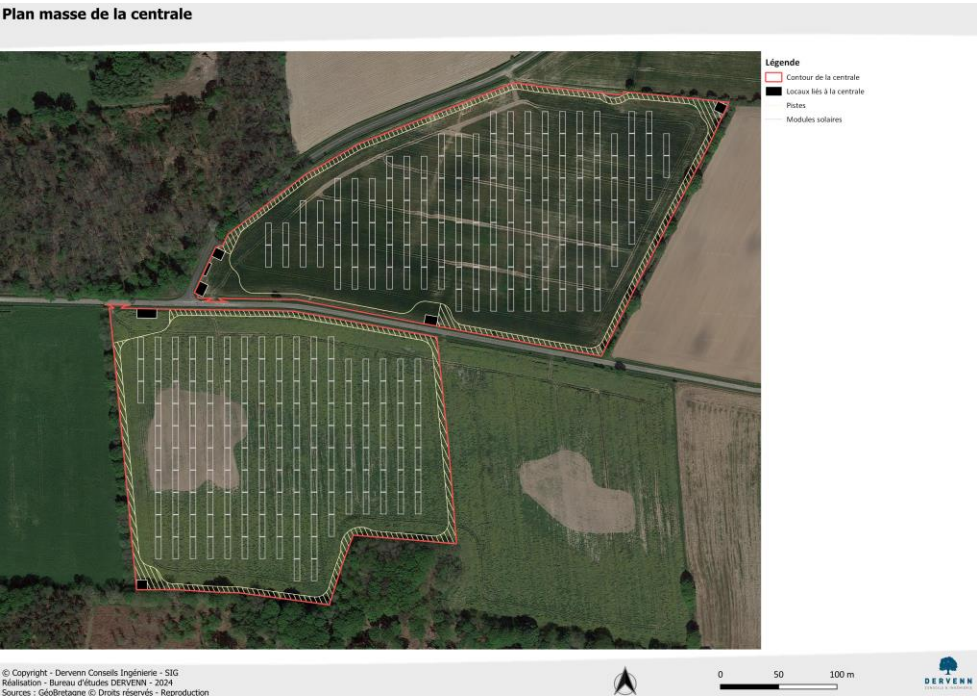 Plan masse de la centrale
Légende
Contour de la centrale
Locaux liés à la centrale
Pistes
Modules solaires
© Copyright - Dervenn Conseils Ingénierie - SIG
Réalisation - Bureau d'études DERVENN - 2024
Sources : GéoBretagne © Droits réservés - Reproduction
0 50 100 m
DERVENN